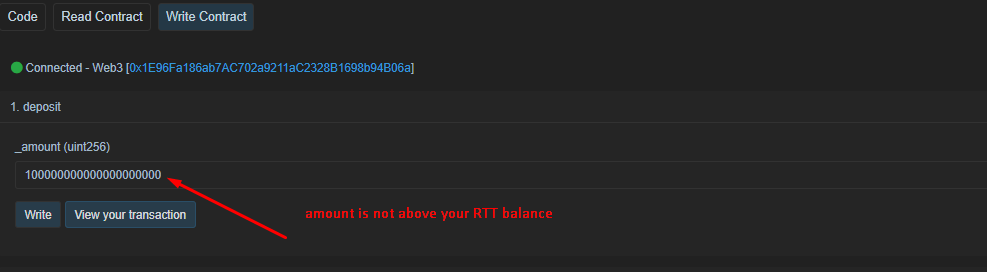 Code Read Contract Write Contract
Connected - Web3 [0x1E96Fa186ab7AC702a9211aC2328B1698b94B06a]
1. deposit
_amount (uint256)
100000000000000000000
Write View your transaction
amount is not above your RTT balance